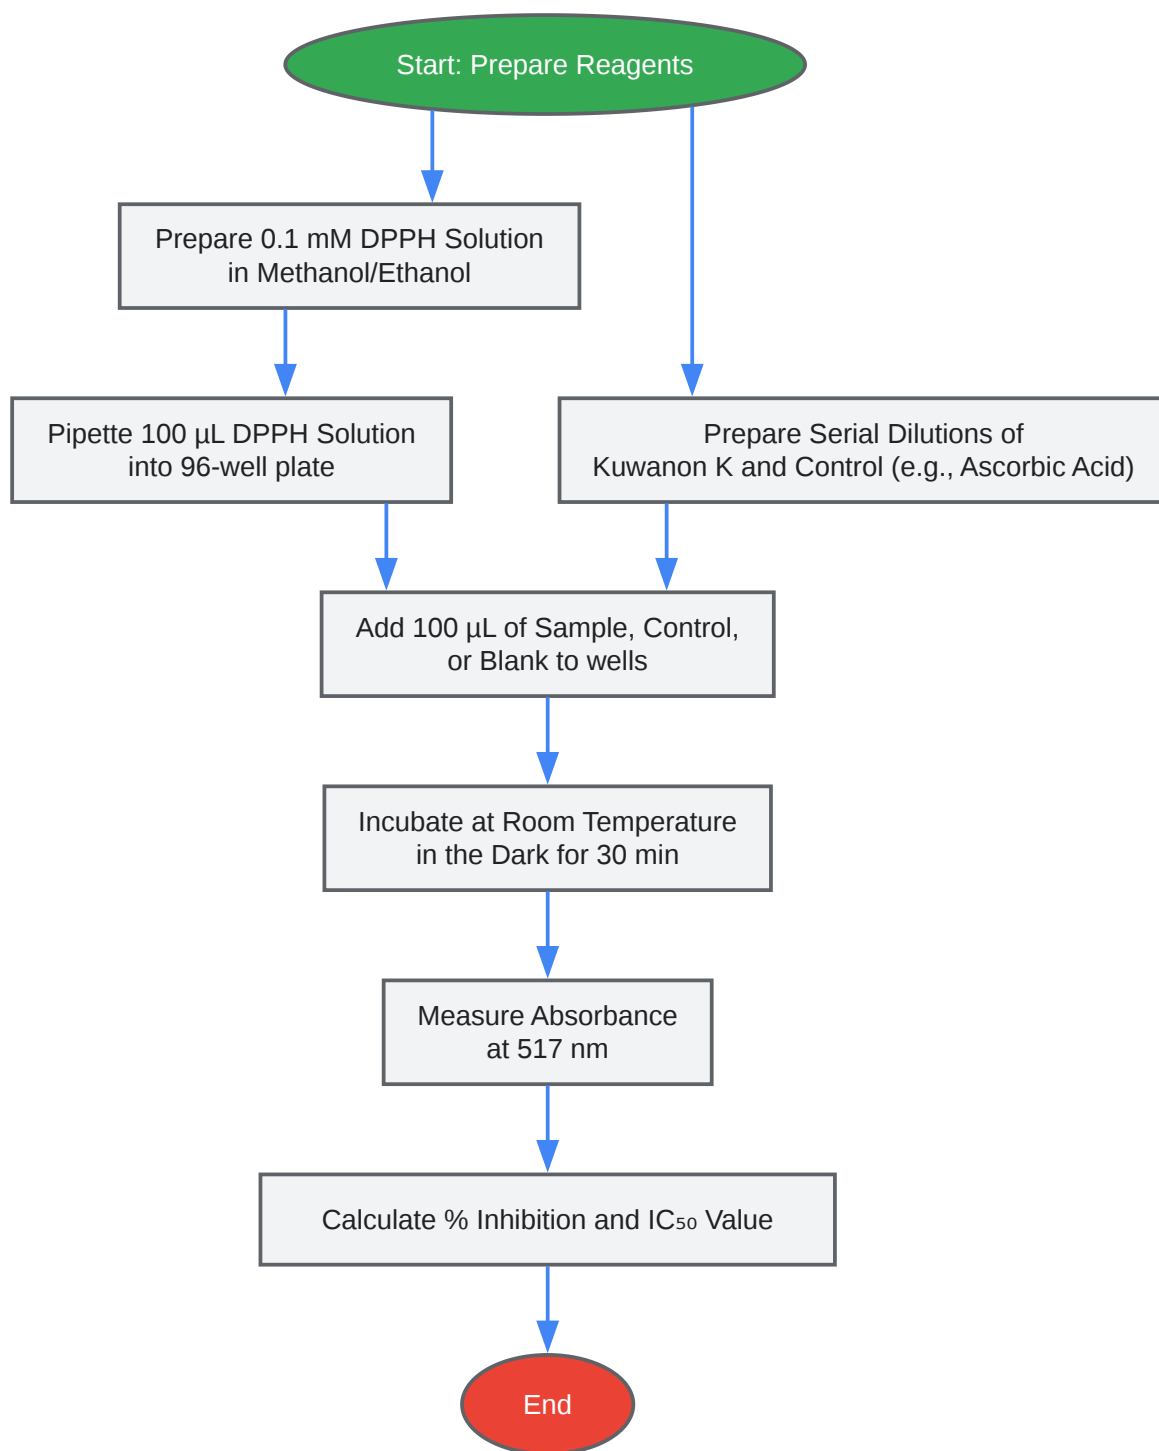 Start: Prepare Reagents
Prepare 0.1 mM DPPH Solution
in Methanol/Ethanol
Pipette 100 µL DPPH Solution
into 96-well plate
Prepare Serial Dilutions of
Kuwanon K and Control (e.g., Ascorbic Acid)
Add 100 µL of Sample, Control,
or Blank to wells
Incubate at Room Temperature
in the Dark for 30 min
Measure Absorbance
at 517 nm
Calculate % Inhibition and IC₅₀ Value
End